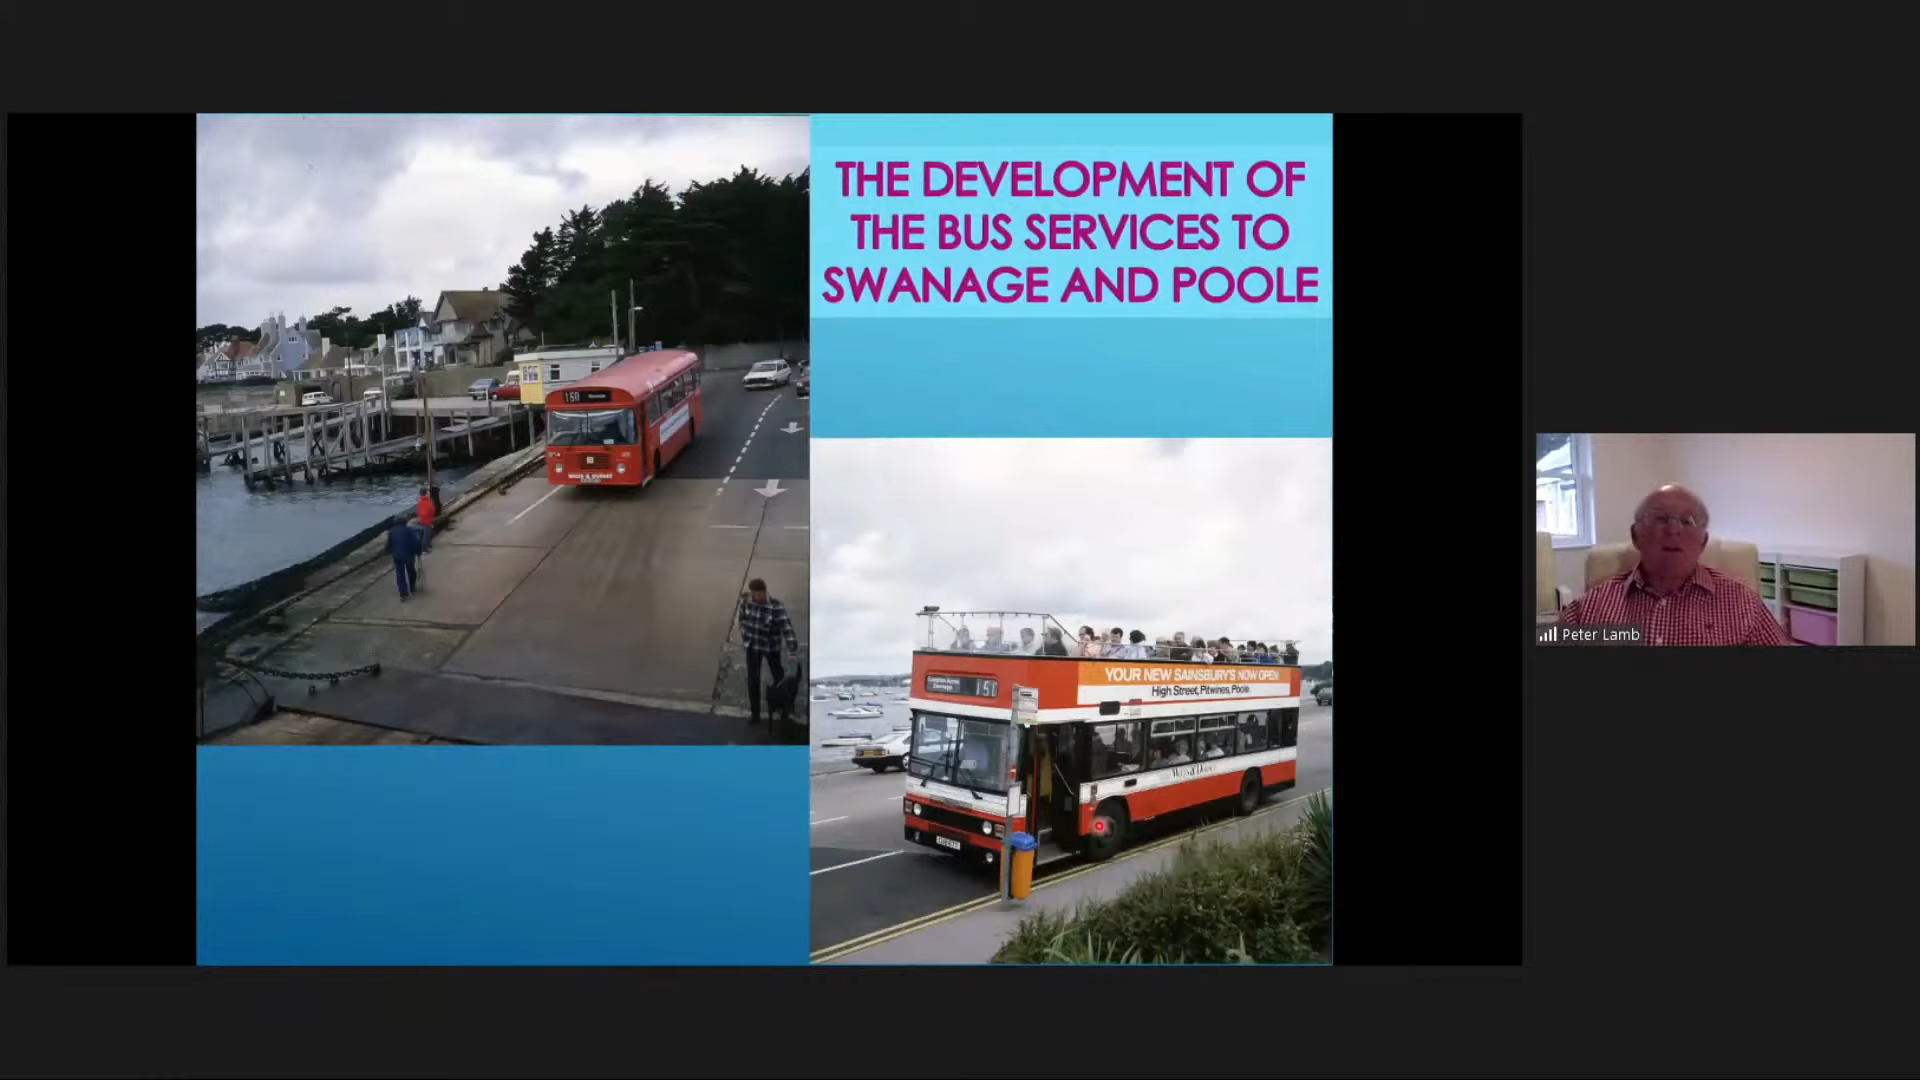 THE DEVELOPMENT OF
THE BUS SERVICES TO
SWANAGE AND POOLE
150
YOUR NEW SAINSBURY'S NOW OPEN
High Street, Pitwines, Poole.
151
Peter Lamb